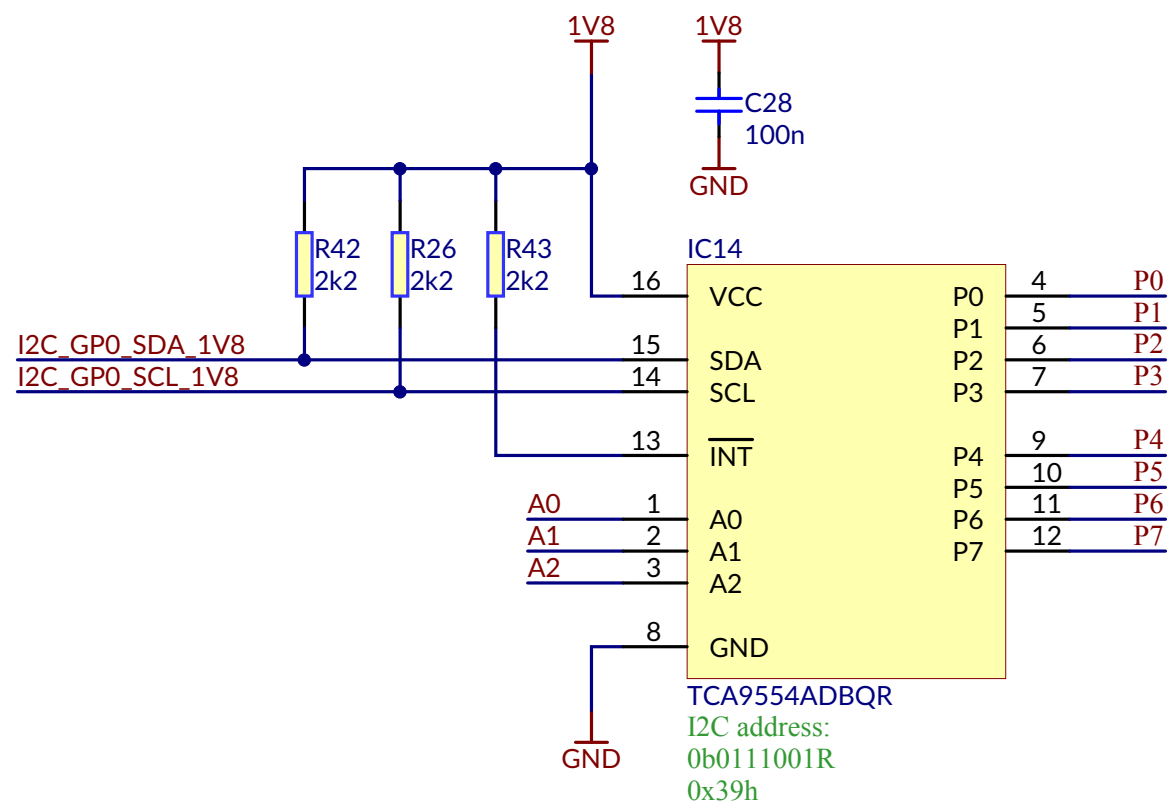 1V8
1V8
C28
100n
GND
R42
2k2
R26
2k2
R43
2k2
IC14
16
VCC
I2C_GP0_SDA_1V8
15
SDA
I2C_GP0_SCL_1V8
14
SCL
13
INT
A0
1
A0
A1
2
A1
A2
3
A2
8
GND
GND
P0
4
P0
P1
5
P1
P2
6
P2
P3
7
P3
P4
9
P4
P5
10
P5
P6
11
P6
P7
12
P7
TCA9554ADBQR
I2C address:
0b0111001R
0x39h